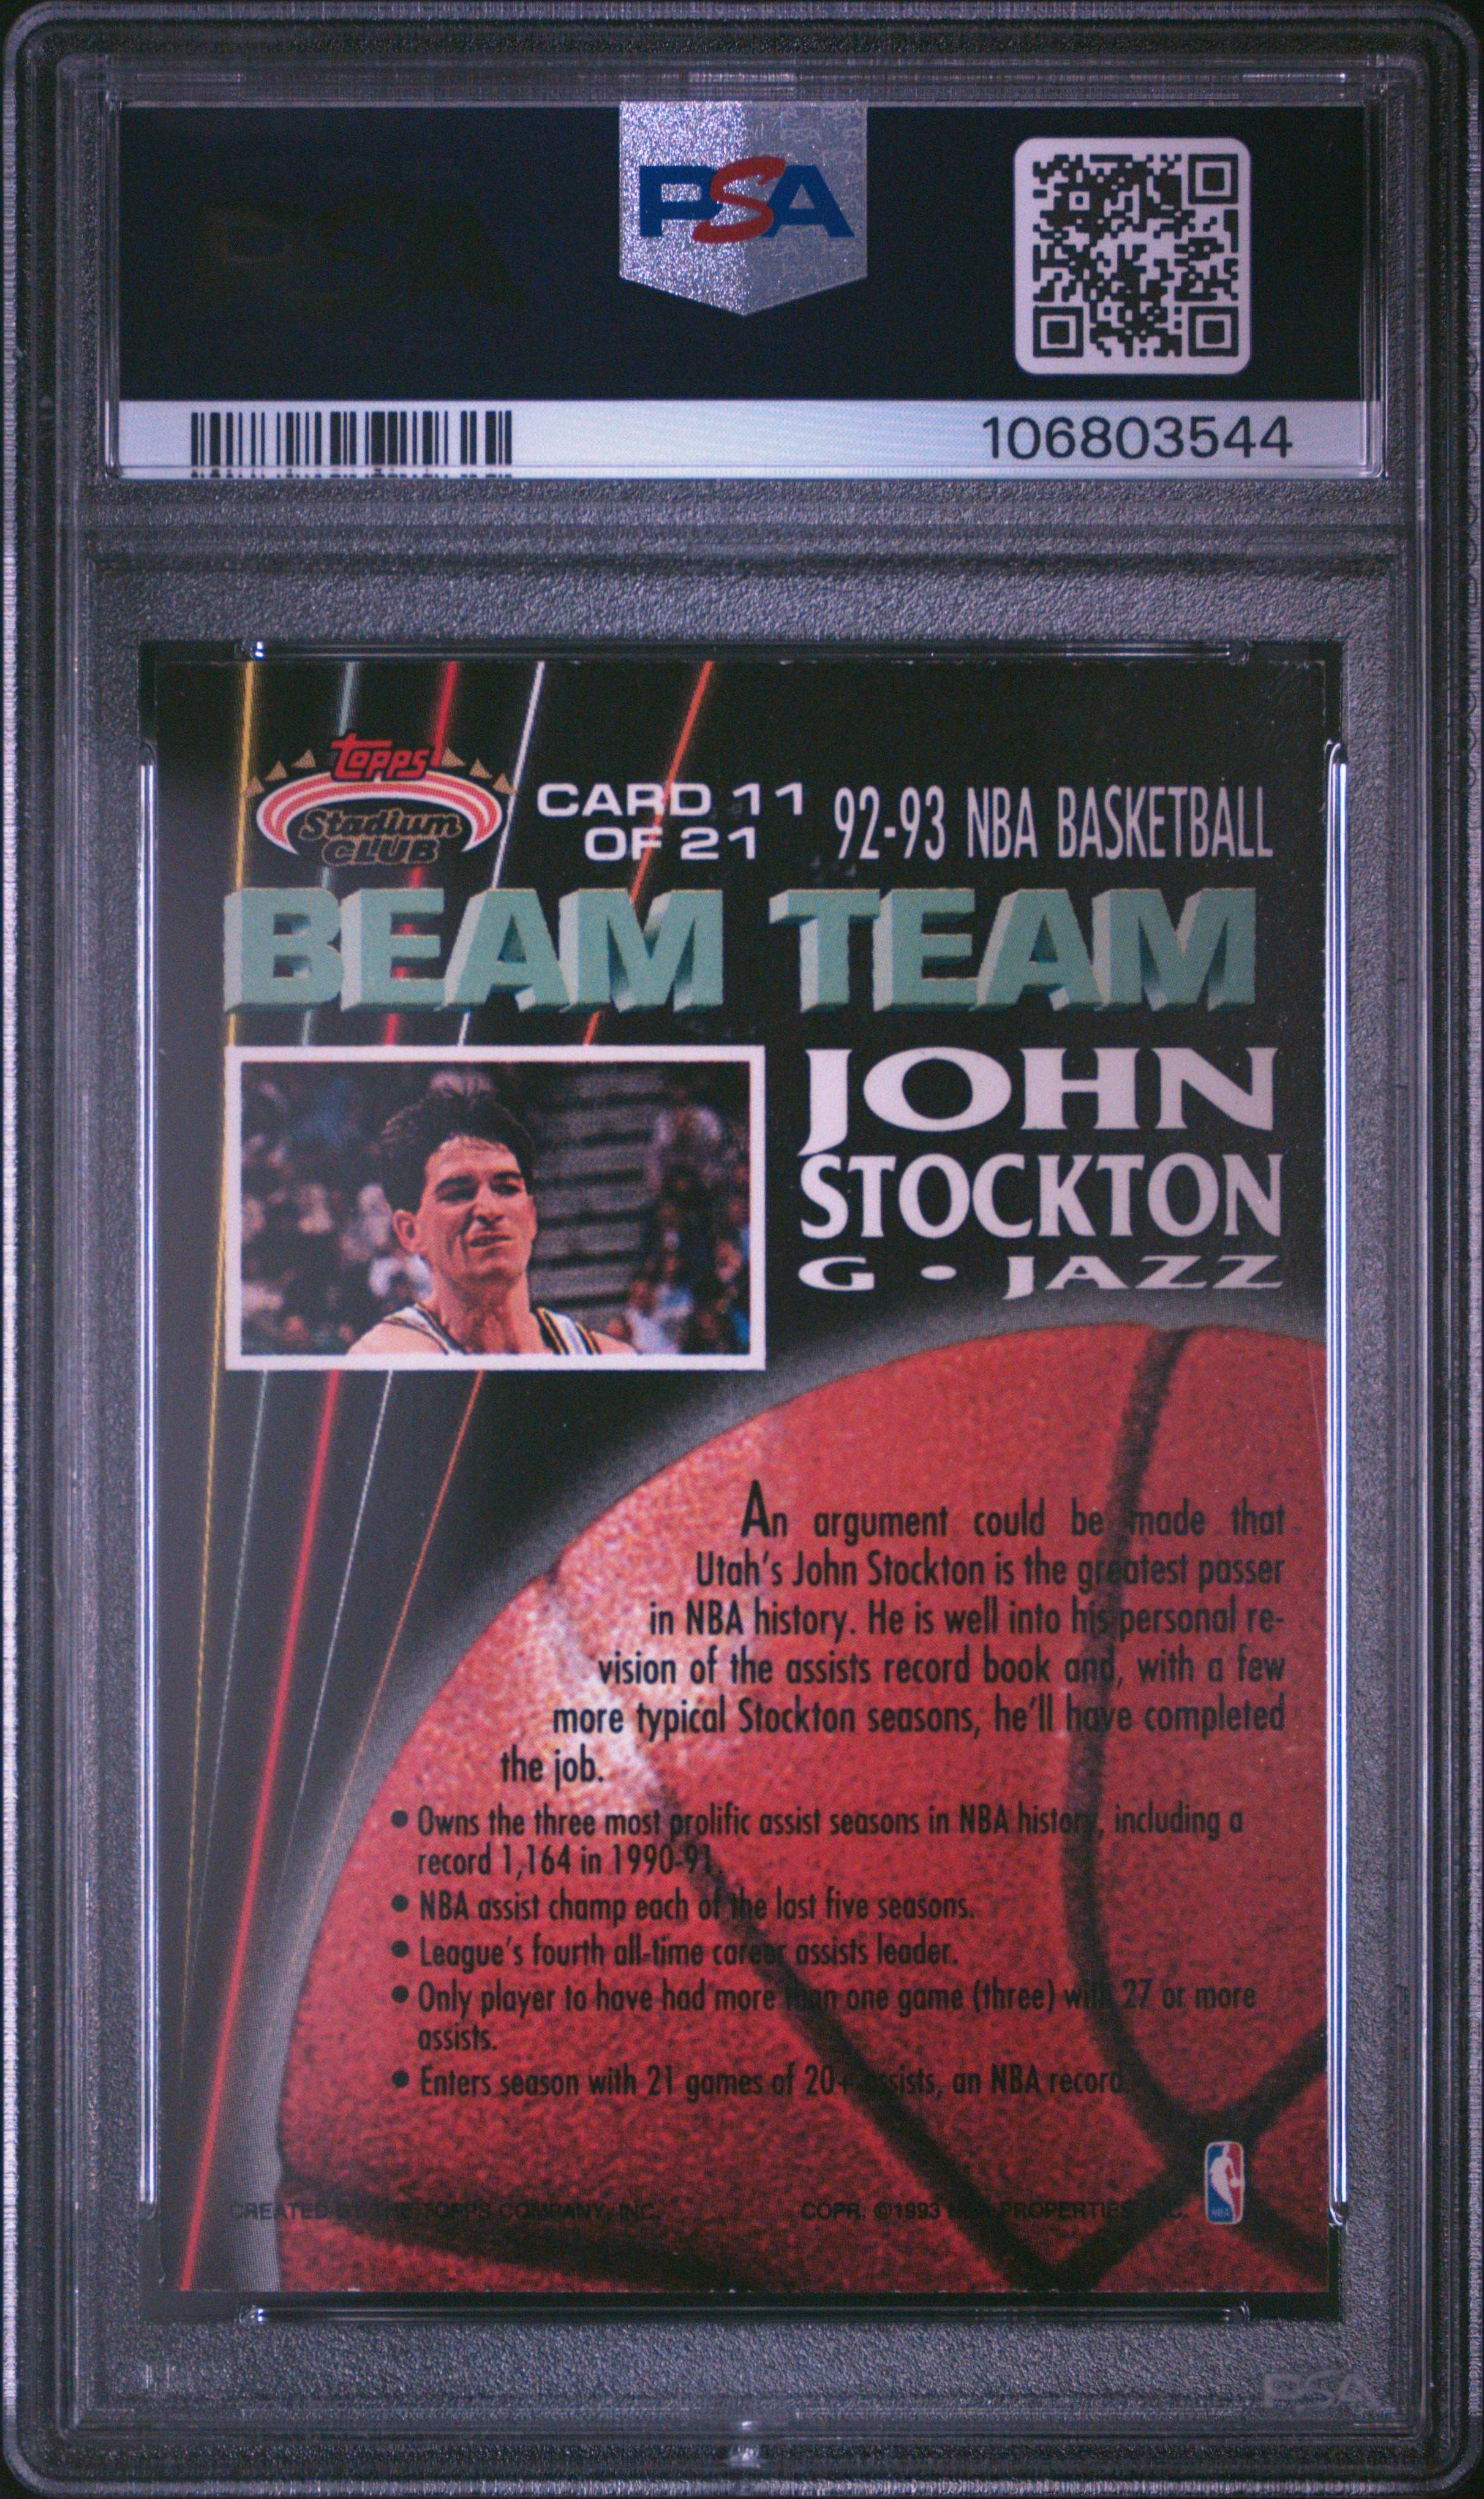 PSA
106803544
Topps
Stadium
CLUB
CARD 11
OF 21
92-93 NBA BASKETBALL
BEAM TEAM
JOHN
STOCKTON
G • JAZZ
An argument could be made that
Utah's John Stockton is the greatest passer
in NBA history. He is well into his personal re-
vision of the assists record book and, with a few
more typical Stockton seasons, he'll have completed
the job.
• Owns the three most prolific assist seasons in NBA history, including a
record 1,164 in 1990-91.
• NBA assist champ each of the last five seasons.
• League's fourth all-time career assists leader.
• Only player to have had more than one game (three) with 27 or more
assists.
• Enters season with 21 games of 20+ assists, an NBA record.
CREATED BY THE TOPPS COMPANY, INC.
COPR. ©1993 NBA PROPERTIES, INC.
NBA
PSA